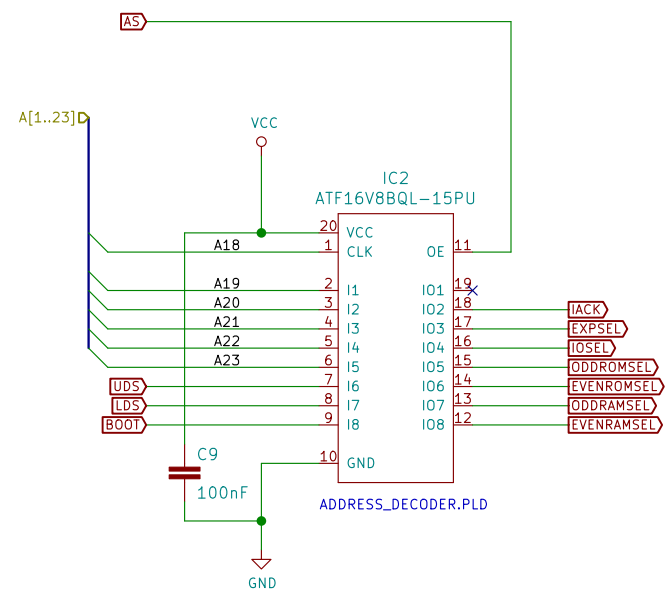 AS
A[1..23]
VCC
IC2
ATF16V8BQL-15PU
20 VCC
A18 1 CLK OE 11
IO1 19
A19 2 I1
A20 3 I2 IO2 18 IACK
A21 4 I3 IO3 17 EXPSEL
A22 5 I4 IO4 16 IOSEL
A23 6 I5 IO5 15 ODDROMSEL
UDS 7 I6 IO6 14 EVENROMSEL
LDS 8 I7 IO7 13 ODDRAMSEL
BOOT 9 I8 IO8 12 EVENRAMSEL
C9
10 GND
100nF
ADDRESS_DECODER.PLD
GND